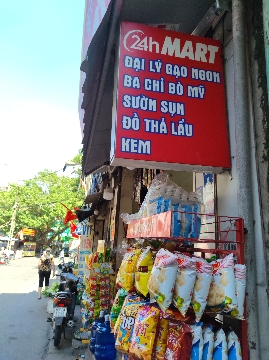 24h MART
ĐẠI LÝ GẠO NGON
BA CHỈ BÒ MỸ
SƯỜN SỤN
ĐỒ THẢ LẨU
KEM